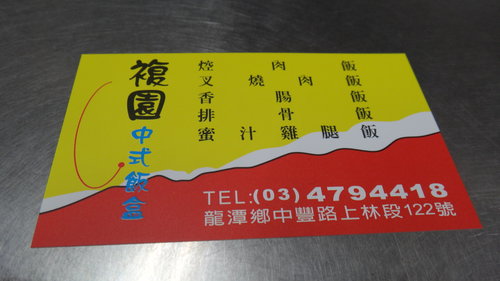 複園
中式飯盒
焢肉飯
叉燒肉飯
香腸飯
排骨飯
蜜汁雞腿飯
TEL:(03)4794418
龍潭鄉中豐路上林段122號